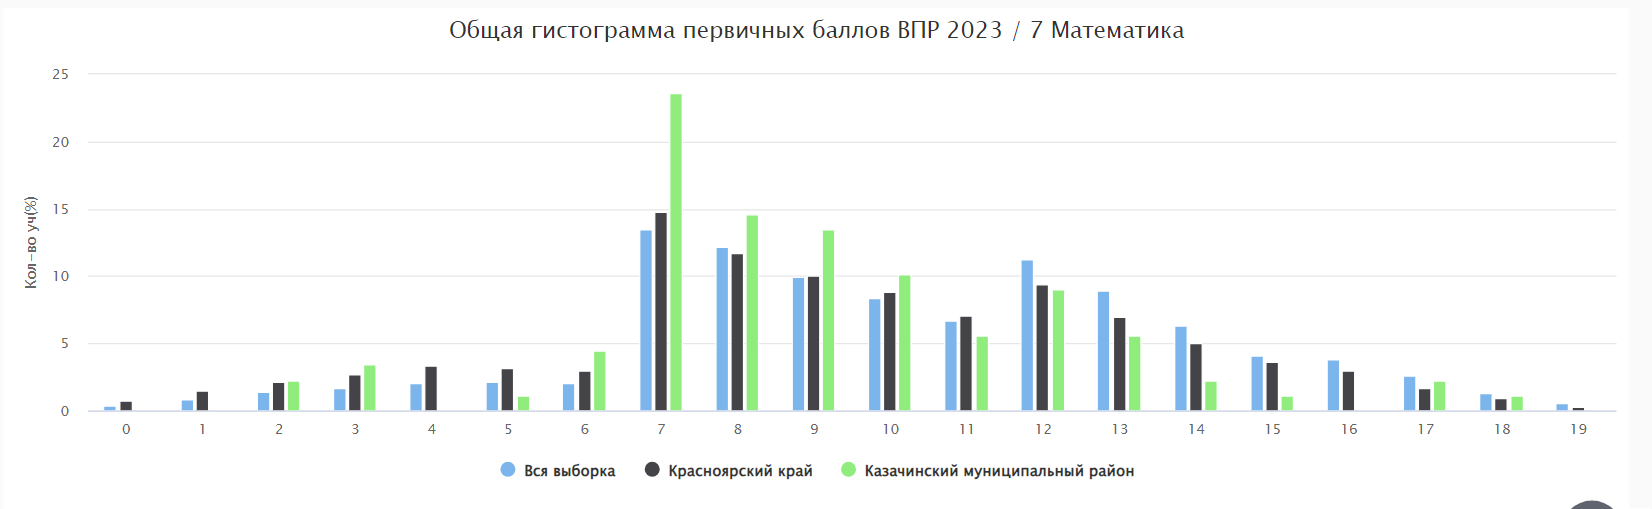 Общая гистограмма первичных баллов ВПР 2023 / 7 Математика
Кол-во уч(%)
25
20
15
10
5
0
0 1 2 3 4 5 6 7 8 9 10 11 12 13 14 15 16 17 18 19
Вся выборка Красноярский край Казачинский муниципальный район